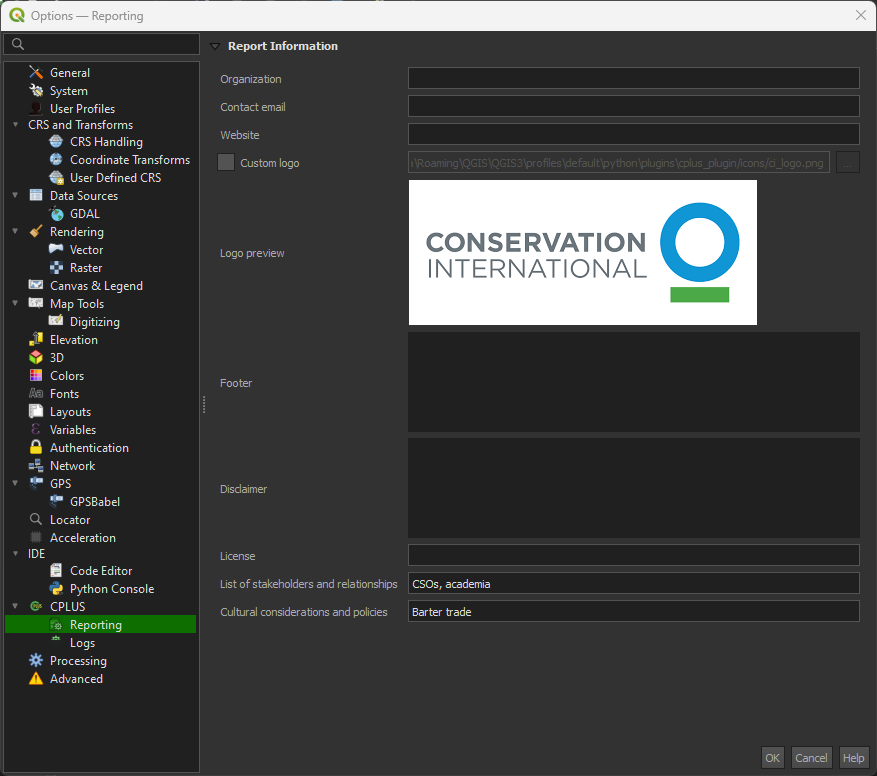 Options — Reporting
General
System
User Profiles
CRS and Transforms
CRS Handling
Coordinate Transforms
User Defined CRS
Data Sources
GDAL
Rendering
Vector
Raster
Canvas & Legend
Map Tools
Digitizing
Elevation
3D
Colors
Fonts
Layouts
Variables
Authentication
Network
GPS
GPSBabel
Locator
Acceleration
IDE
Code Editor
Python Console
CPLUS
Reporting
Logs
Processing
Advanced
Report Information
Organization
Contact email
Website
Custom logo
\Roaming\QGIS\QGIS3\profiles\default\python\plugins\cplus_plugin/icons/ci_logo.png
...
Logo preview
CONSERVATION
INTERNATIONAL
Footer
Disclaimer
License
List of stakeholders and relationships
CSOs, academia
Cultural considerations and policies
Barter trade
OK
Cancel
Help